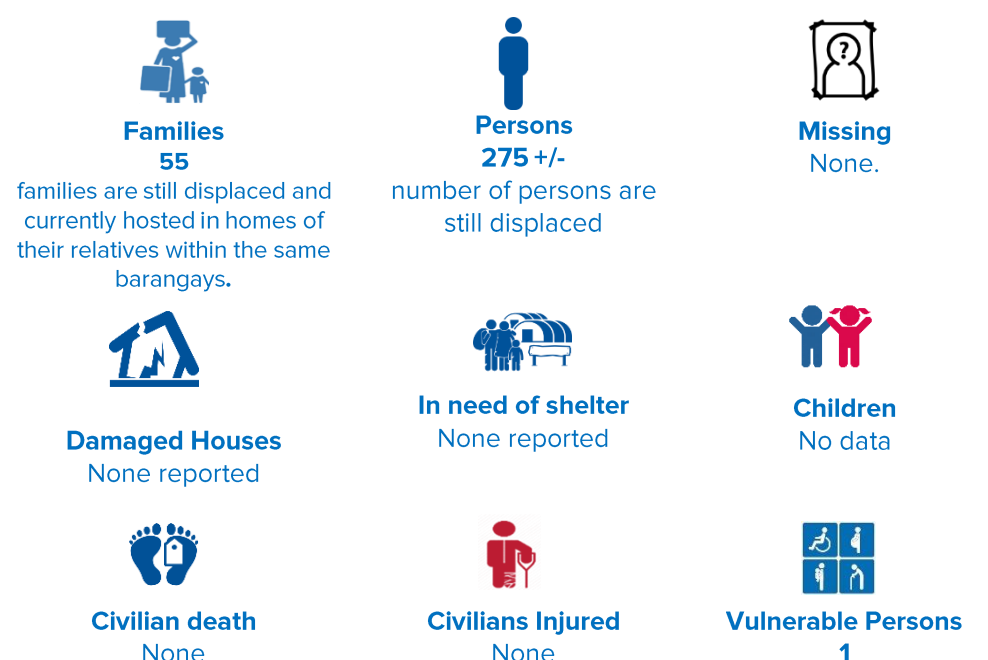 ?
Families
55
families are still displaced and
currently hosted in homes of
their relatives within the same
barangays.
Persons
275 +/-
number of persons are
still displaced
Missing
None.
Damaged Houses
None reported
In need of shelter
None reported
Children
No data
Civilian death
None
Civilians Injured
None
Vulnerable Persons
1